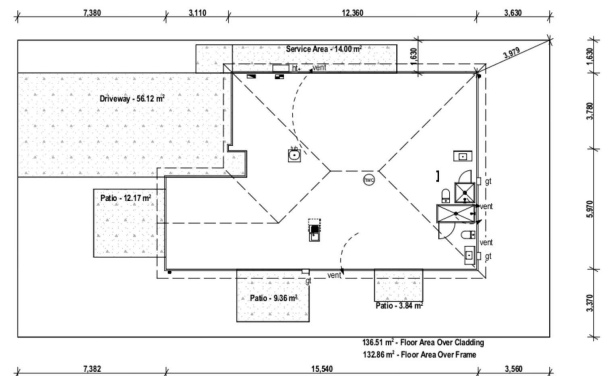 7,380 3,110 12,360 3,630
Service Area - 14.00 m²
1,630
3,979
1,630
vent
Driveway - 56.12 m²
3,780
gt
Patio - 12.17 m²
vent
5,970
vent
gt
vent
gt
Patio - 9.36 m²
Patio - 3.84 m²
3,370
136.51 m² - Floor Area Over Cladding
132.86 m² - Floor Area Over Frame
7,382 15,540 3,560